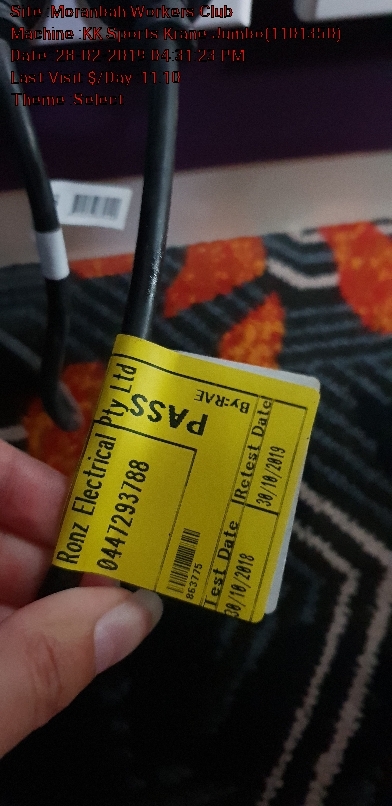 Site :Moranbah Workers Club
Machine :KK Sports Krane Jumbo(1101350)
Date :28-02-2019 04:31:23 PM
Last Visit $/Day :11.10
Theme :Select
Ronz Electrical Pty Ltd
0447293788
PASS
By:RAE
863775
Test Date
30/10/2018
Retest Date
30/10/2019